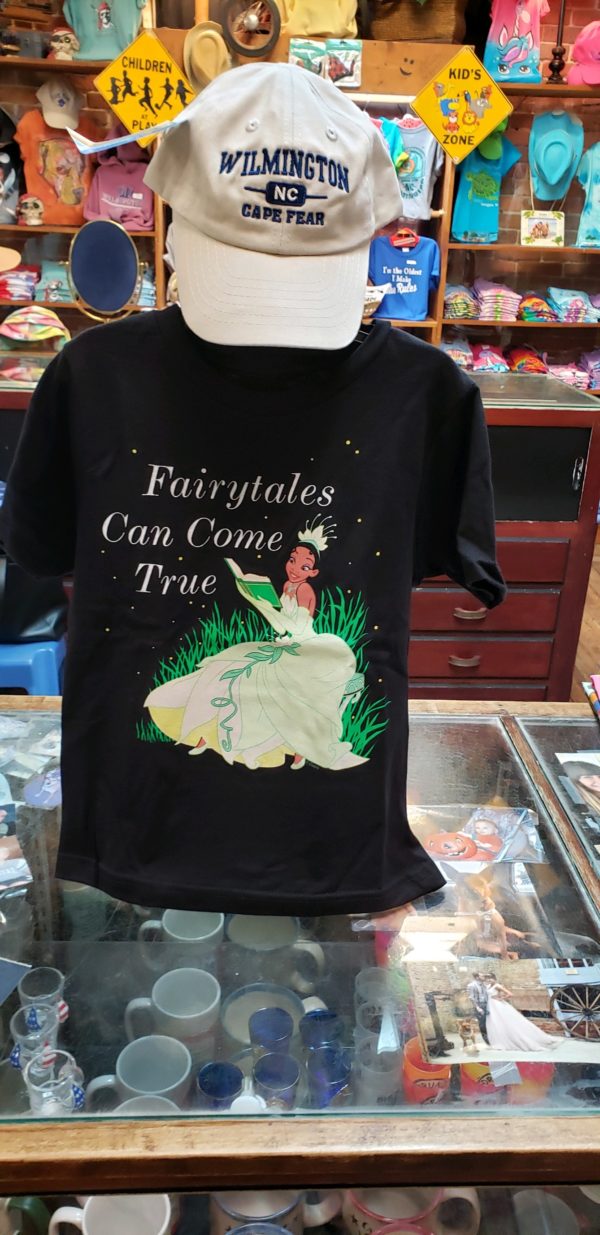 CHILDREN
AT
PLAY
KID'S
ZONE
WILMINGTON
NC
CAPE FEAR
I'm the Oldest
I Make
the Rules
Fairytales
Can Come
True